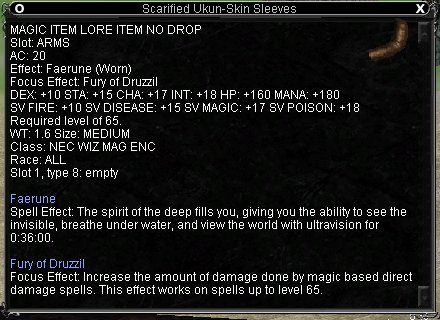 Scarified Ukun-Skin Sleeves
MAGIC ITEM LORE ITEM NO DROP
Slot: ARMS
AC: 20
Effect: Faerune (Worn)
Focus Effect: Fury of Druzzil
DEX: +10 STA: +15 CHA: +17 INT: +18 HP: +160 MANA: +180
SV FIRE: +10 SV DISEASE: +15 SV MAGIC: +17 SV POISON: +18
Required level of 65.
WT: 1.6 Size: MEDIUM
Class: NEC WIZ MAG ENC
Race: ALL
Slot 1, type 8: empty
Faerune
Spell Effect: The spirit of the deep fills you, giving you the ability to see the
invisible, breathe under water, and view the world with ultravision for
0:36:00.
Fury of Druzzil
Focus Effect: Increase the amount of damage done by magic based direct
damage spells. This effect works on spells up to level 65.